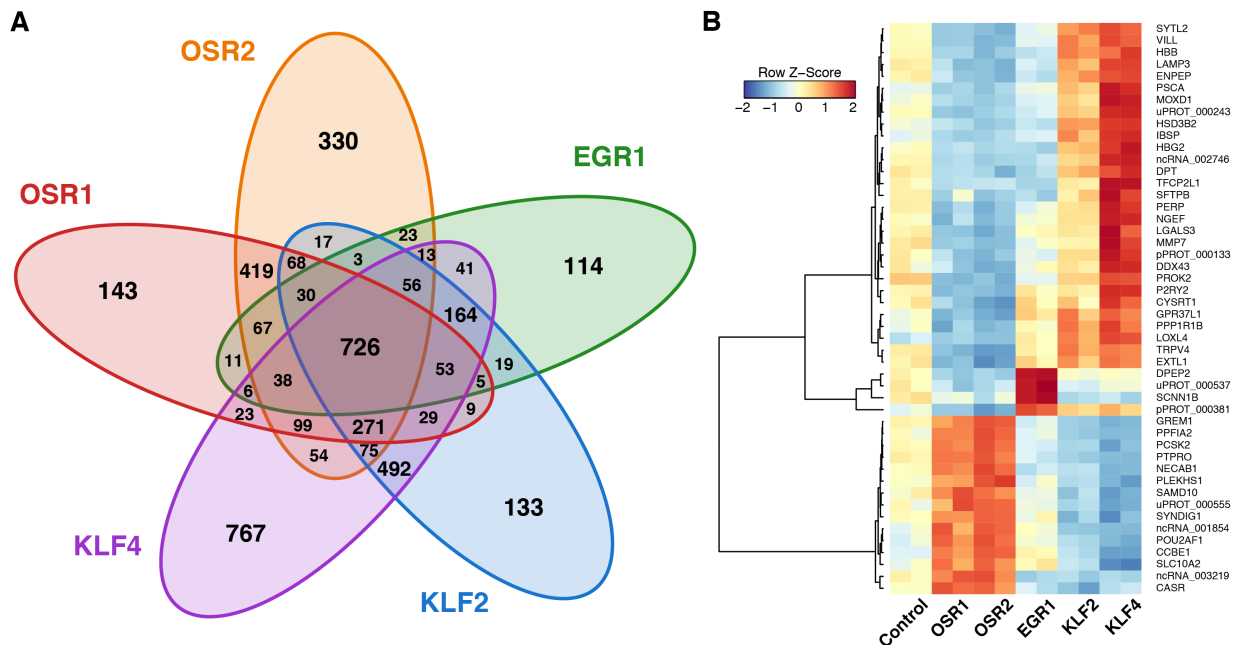 A
OSR2
330
EGR1
OSR1
23
17
13
3
41
68
419
114
56
143
30
164
67
726
11
53
19
38
5
6
9
23
29
99
271
75
54
492
133
767
KLF4
KLF2
B
Row Z-Score
−2 −1 0 1 2
SYTL2
VILL
HBB
LAMP3
ENPEP
PSCA
MOXD1
uPROT_000243
HSD3B2
IBSP
HBG2
ncRNA_002746
DPT
TFCP2L1
SFTPB
PERP
NGEF
LGALS3
MMP7
pPROT_000133
DDX43
PROK2
P2RY2
CYSRT1
GPR37L1
PPP1R1B
LOXL4
TRPV4
EXTL1
DPEP2
uPROT_000537
SCNN1B
pPROT_000381
GREM1
PPFIA2
PCSK2
PTPRO
NECAB1
PLEKHS1
SAMD10
uPROT_000555
SYNDIG1
ncRNA_001854
POU2AF1
CCBE1
SLC10A2
ncRNA_003219
CASR
Control OSR1 OSR2 EGR1 KLF2 KLF4